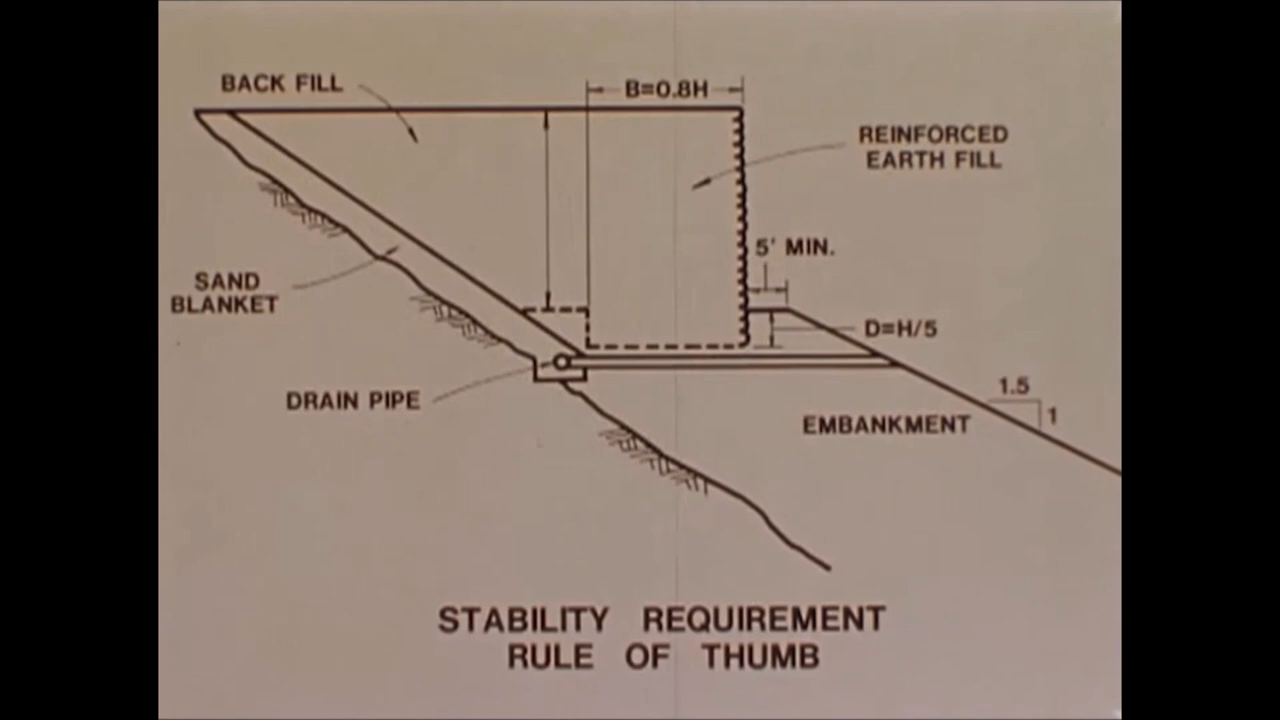 BACK FILL
B=0.8H
REINFORCED
EARTH FILL
5' MIN.
SAND
BLANKET
D=H/5
DRAIN PIPE
1.5
1
EMBANKMENT
STABILITY REQUIREMENT
RULE OF THUMB